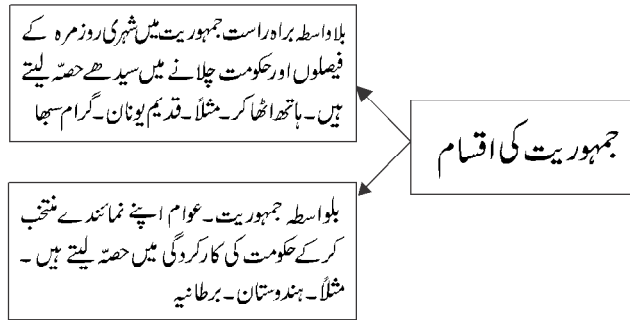 جمہوریت کی اقسام
بلاواسطہ براہ راست جمہوریت میں شہری روزمرہ کے
فیصلوں اور حکومت چلانے میں سیدھے حصّہ لیتے
ہیں۔ ہاتھ اٹھا کر۔ مثلاً۔ قدیم یونان۔ گرام سبھا
بلواسطہ جمہوریت۔ عوام اپنے نمائندے منتخب
کر کے حکومت کی کارکردگی میں حصّہ لیتے ہیں۔
مثلاً۔ ہندوستان۔ برطانیہ